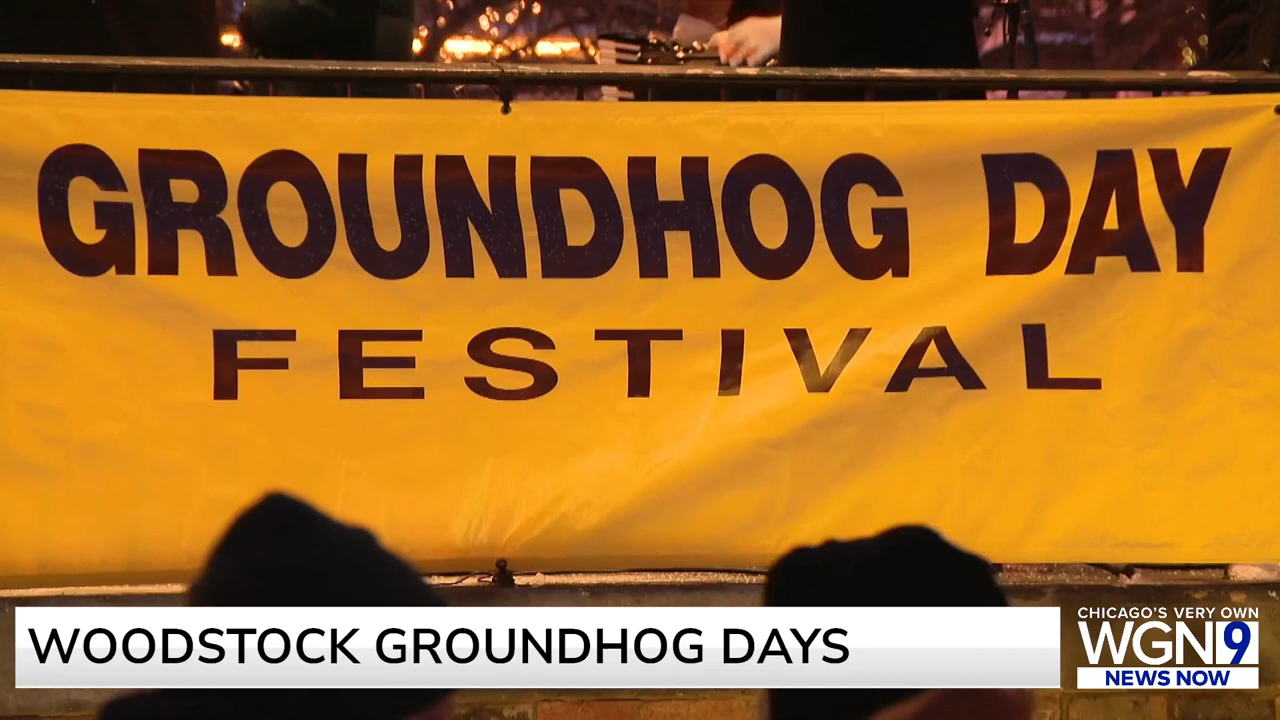 GROUNDHOG DAY
FESTIVAL
WOODSTOCK GROUNDHOG DAYS
CHICAGO'S VERY OWN
WGN9
NEWS NOW